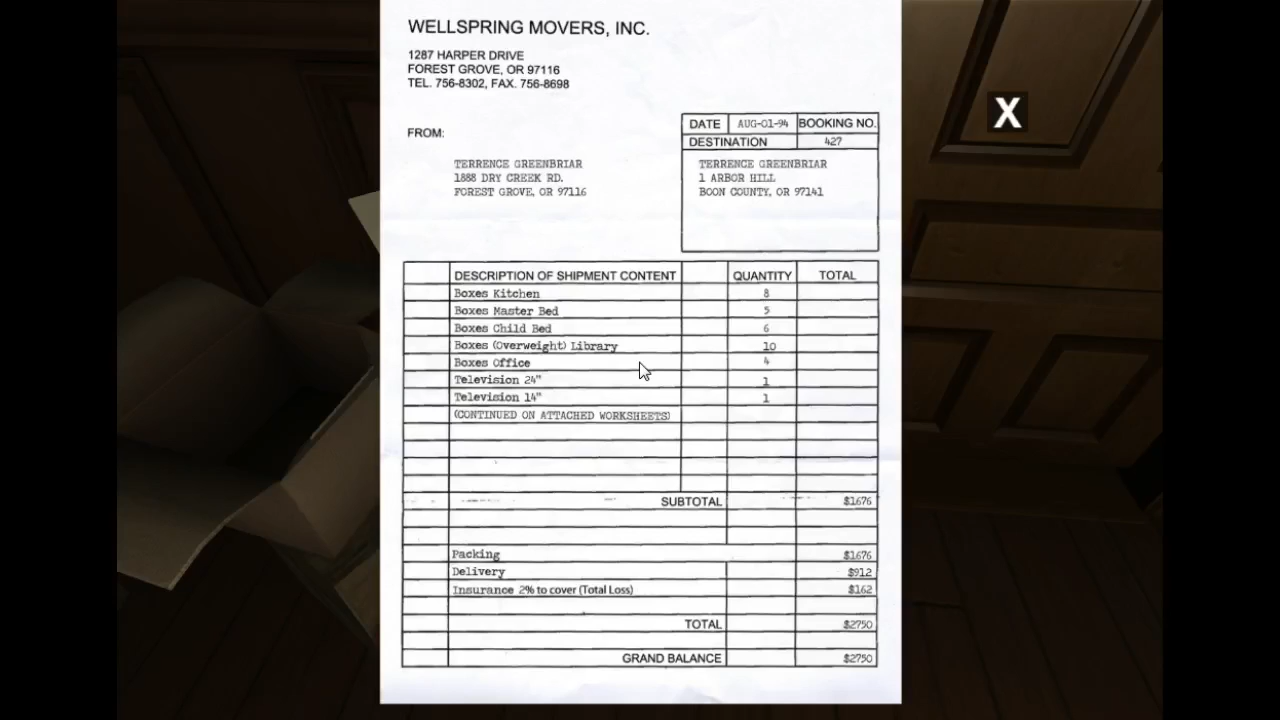 WELLSPRING MOVERS, INC.
1287 HARPER DRIVE
FOREST GROVE, OR 97116
TEL. 756-8302, FAX. 756-8698
X
DATE AUG-01-94 BOOKING NO.
FROM:
DESTINATION 427
TERRENCE GREENBRIAR TERRENCE GREENBRIAR
1888 DRY CREEK RD. 1 ARBOR HILL
FOREST GROVE, OR 97116 BOON COUNTY, OR 97141
DESCRIPTION OF SHIPMENT CONTENT QUANTITY TOTAL
Boxes Kitchen 8
Boxes Master Bed 5
Boxes Child Bed 6
Boxes (Overweight) Library 10
Boxes Office 4
Television 24" 1
Television 14" 1
(CONTINUED ON ATTACHED WORKSHEETS)
SUBTOTAL $1676
Packing $1676
Delivery $912
Insurance 2% to cover (Total Loss) $162
TOTAL $2750
GRAND BALANCE $2750